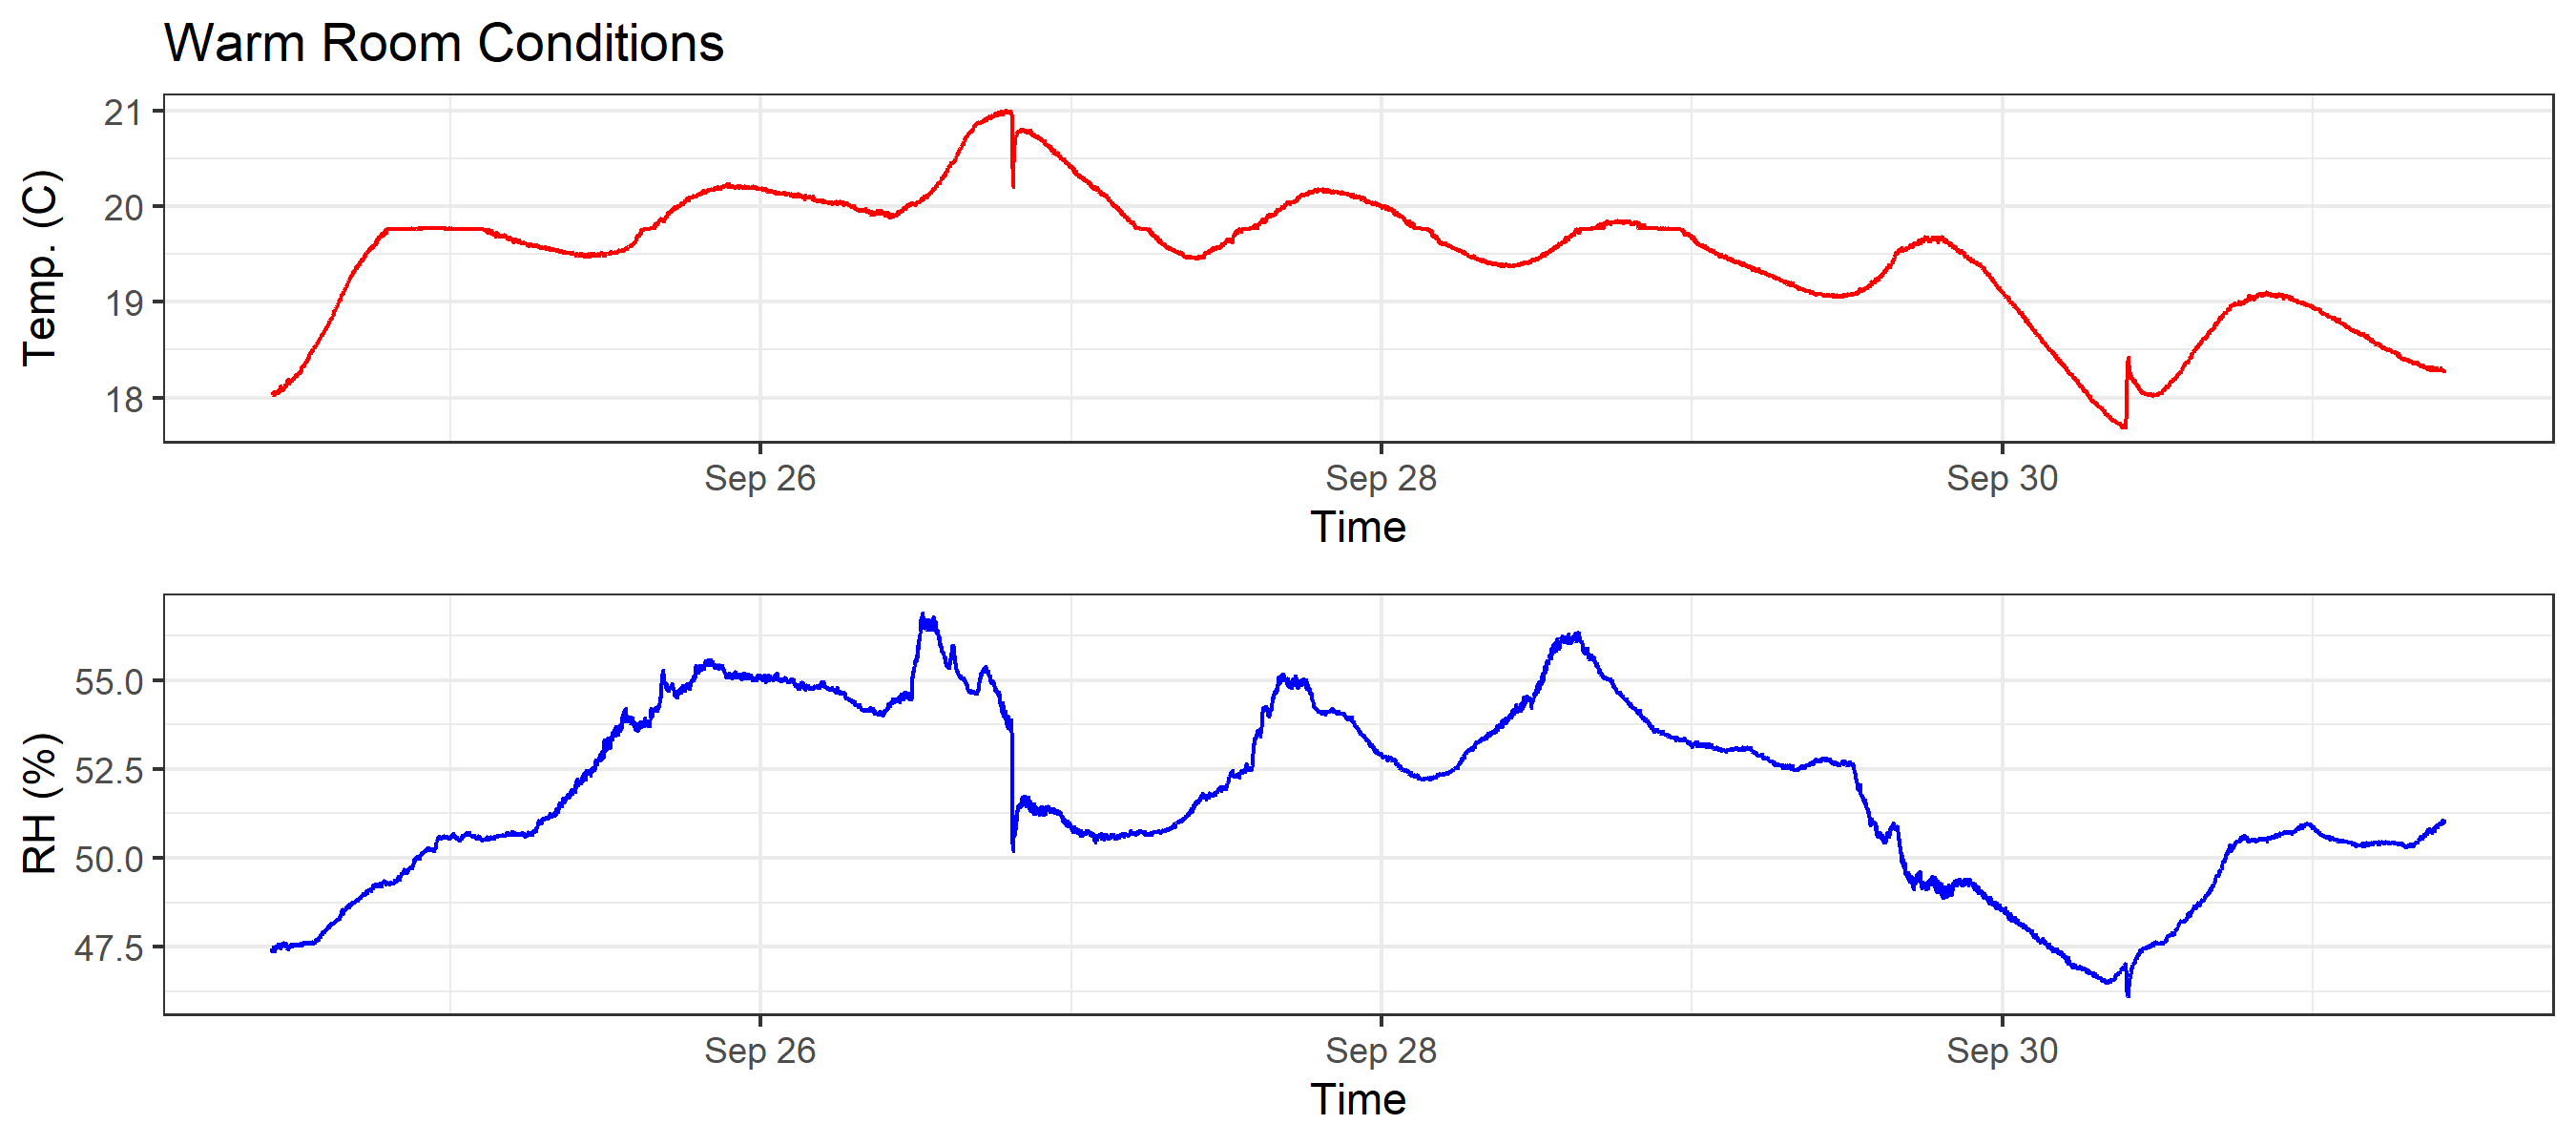 Warm Room Conditions
21
20
19
18
Temp. (C)
Sep 26 Sep 28 Sep 30
Time
55.0
52.5
50.0
47.5
RH (%)
Sep 26 Sep 28 Sep 30
Time